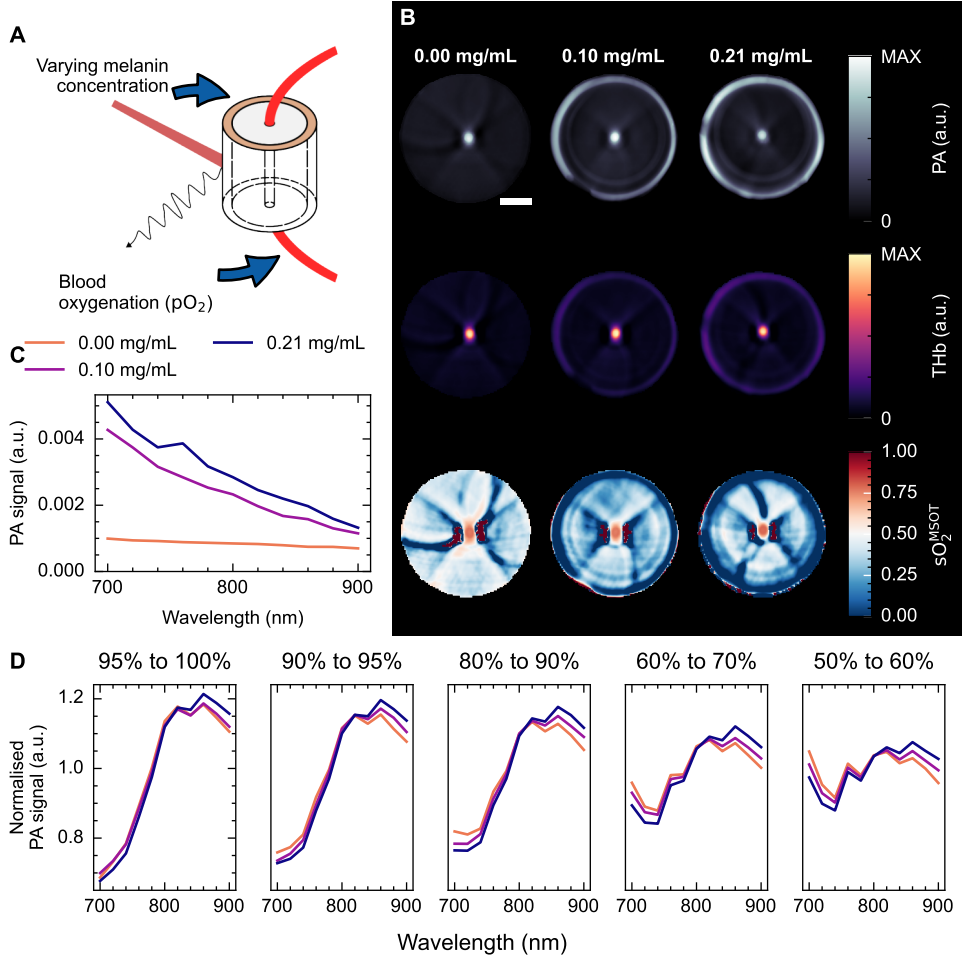 A
Varying melanin
concentration
Blood
oxygenation (pO₂)
B
0.00 mg/mL 0.10 mg/mL 0.21 mg/mL
MAX
PA (a.u.)
0
MAX
THb (a.u.)
0
1.00
0.75
0.50
0.25
0.00
sO₂ᴹˢᴼᵀ
C
0.00 mg/mL 0.21 mg/mL
0.10 mg/mL
PA signal (a.u.)
0.004
0.002
0.000
700 800 900
Wavelength (nm)
D
95% to 100% 90% to 95% 80% to 90% 60% to 70% 50% to 60%
Normalised
PA signal (a.u.)
1.2
1.0
0.8
700 800 900 700 800 900 700 800 900 700 800 900 700 800 900
Wavelength (nm)